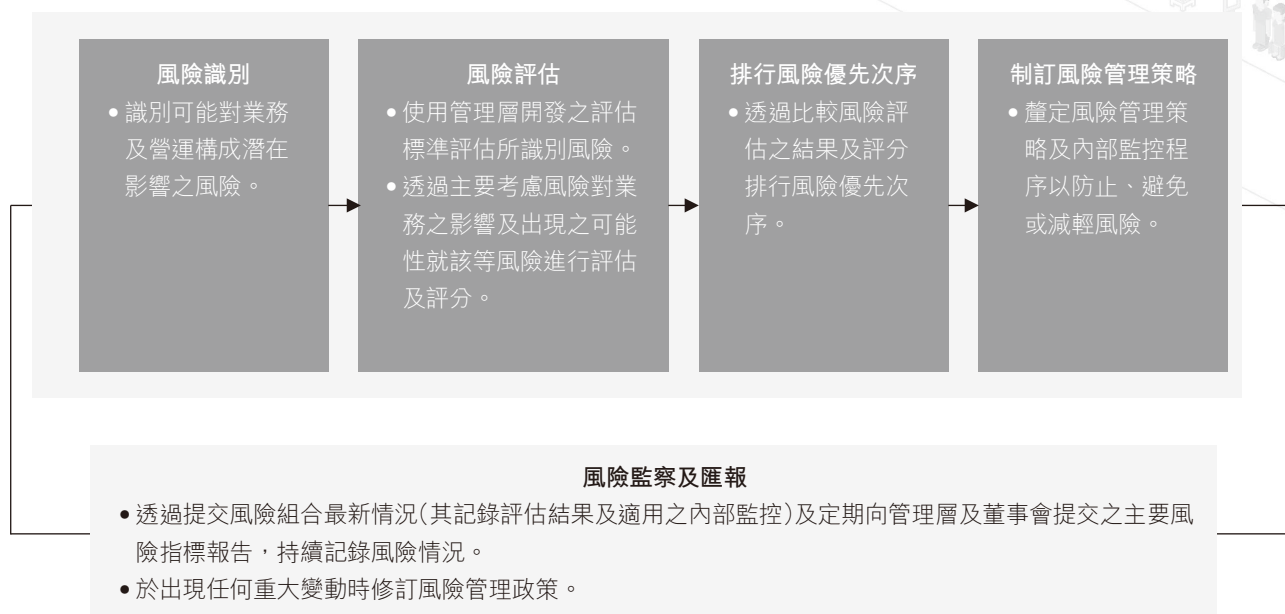 風險識別
• 識別可能對業務
及營運構成潛在
影響之風險。
風險評估
• 使用管理層開發之評估
標準評估所識別風險。
• 透過主要考慮風險對業
務之影響及出現之可能
性就該等風險進行評估
及評分。
排行風險優先次序
• 透過比較風險評
估之結果及評分
排行風險優先次
序。
制訂風險管理策略
• 釐定風險管理策
略及內部監控程
序以防止、避免
或減輕風險。
風險監察及匯報
• 透過提交風險組合最新情況(其記錄評估結果及適用之內部監控)及定期向管理層及董事會提交之主要風
險指標報告，持續記錄風險情況。
• 於出現任何重大變動時修訂風險管理政策。